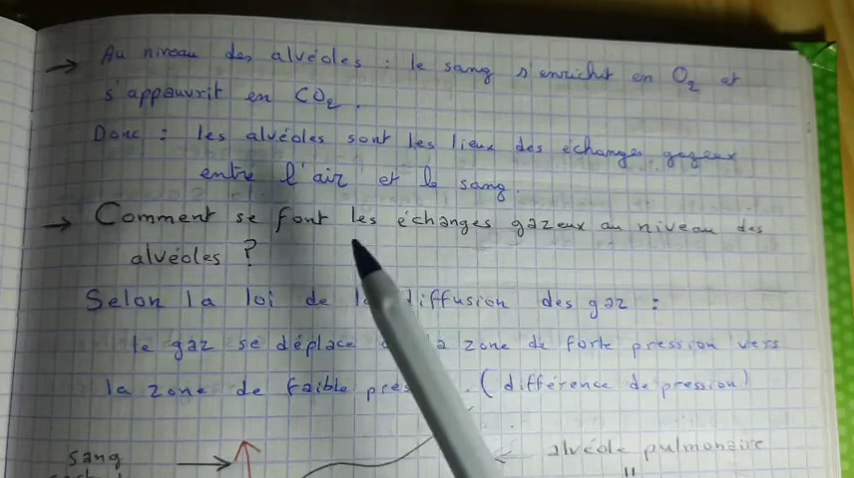 → Au niveau des alvéoles : le sang s'enrichit en O₂ et
s'appauvrit en CO₂.
Donc : les alvéoles sont les lieux des échanges gazeux
entre l'air et le sang.
→ Comment se font les échanges gazeux au niveau des
alvéoles ?
Selon la loi de la diffusion des gaz :
le gaz se déplace la zone de forte pression vers
la zone de faible (différence de pression)
sang → ← alvéole pulmonaire